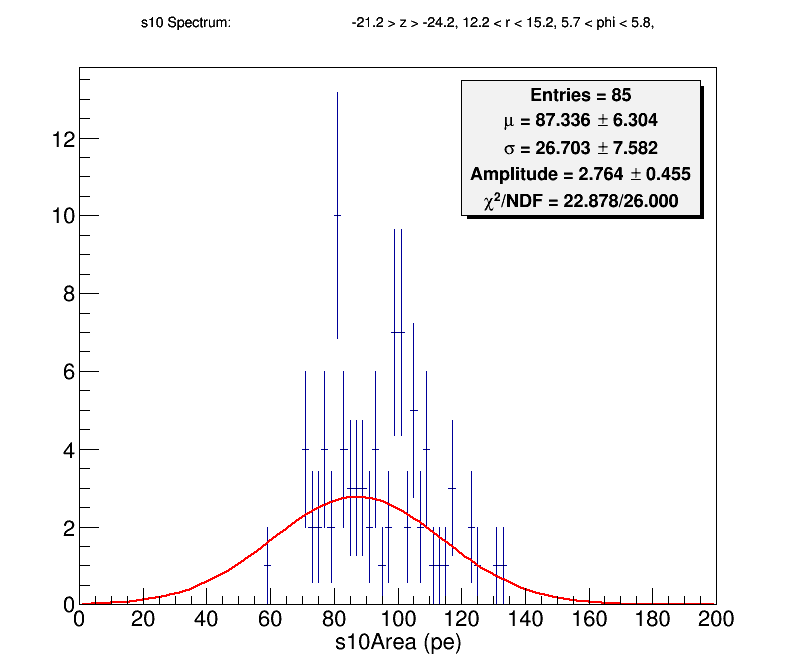 s10 Spectrum: -21.2 > z > -24.2, 12.2 < r < 15.2, 5.7 < phi < 5.8,
Entries = 85
μ = 87.336 ± 6.304
σ = 26.703 ± 7.582
Amplitude = 2.764 ± 0.455
χ²/NDF = 22.878/26.000
12
10
8
6
4
2
0
0 20 40 60 80 100 120 140 160 180 200
s10Area (pe)